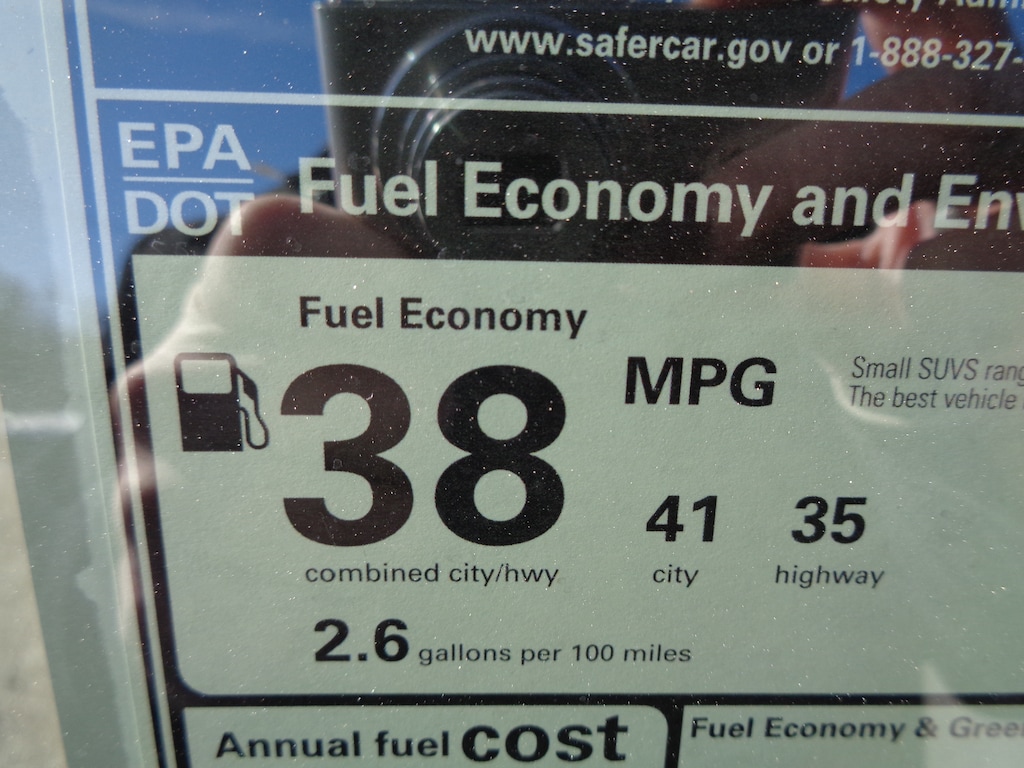 www.safercar.gov or 1-888-327-
EPA
DOT
Fuel Economy and
Fuel Economy
38 MPG
Small SUVS
The best vehicle
41 35
combined city/hwy city highway
2.6 gallons per 100 miles
Annual fuel cost
Fuel Economy &